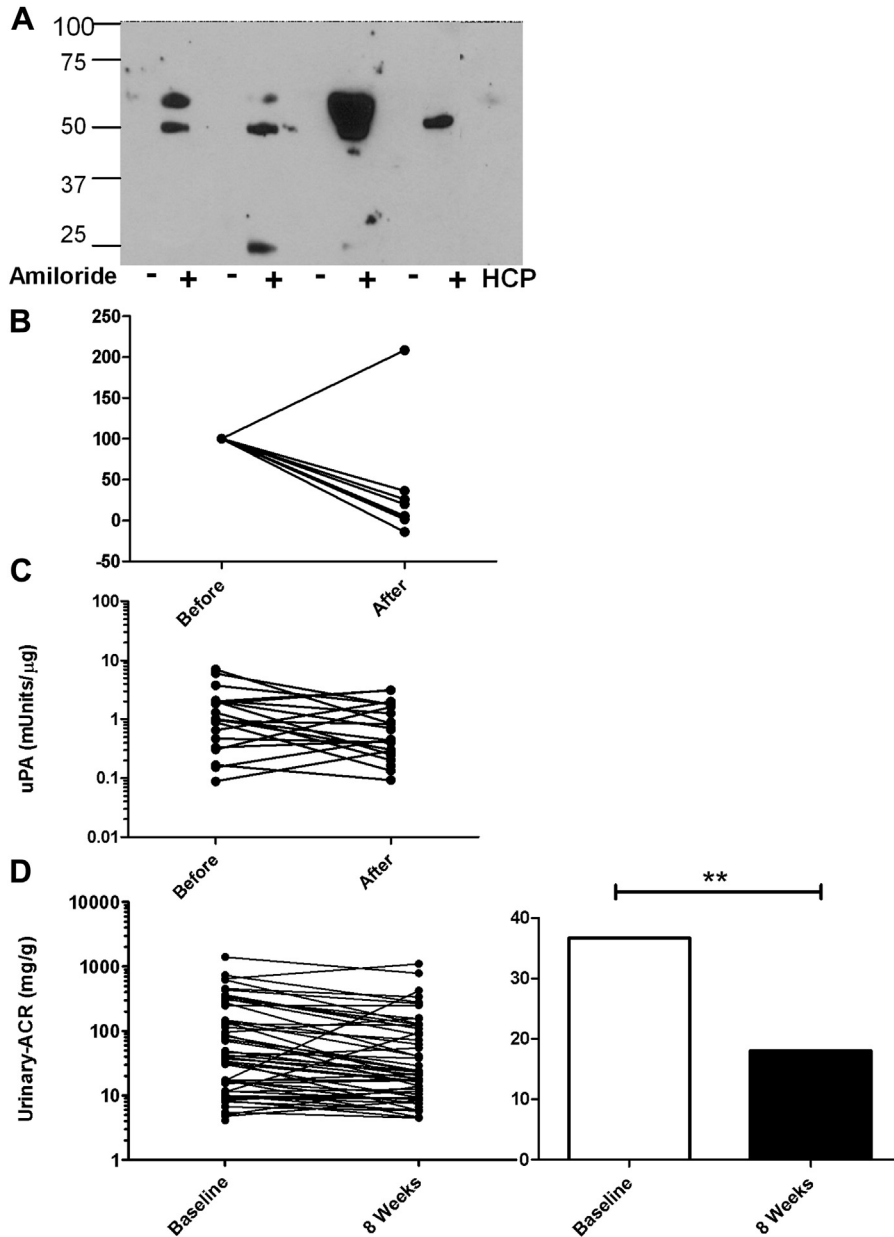 A
100
75
50
37
25
Amiloride - + - + - + - + HCP
B
250
200
150
100
50
0
-50
Before
After
C
uPA (mUnits/µg)
100
10
1
0.1
0.01
Before
After
D
Urinary-ACR (mg/g)
10000
1000
100
10
1
Baseline
8 Weeks
**
40
30
20
10
0
Baseline
8 Weeks